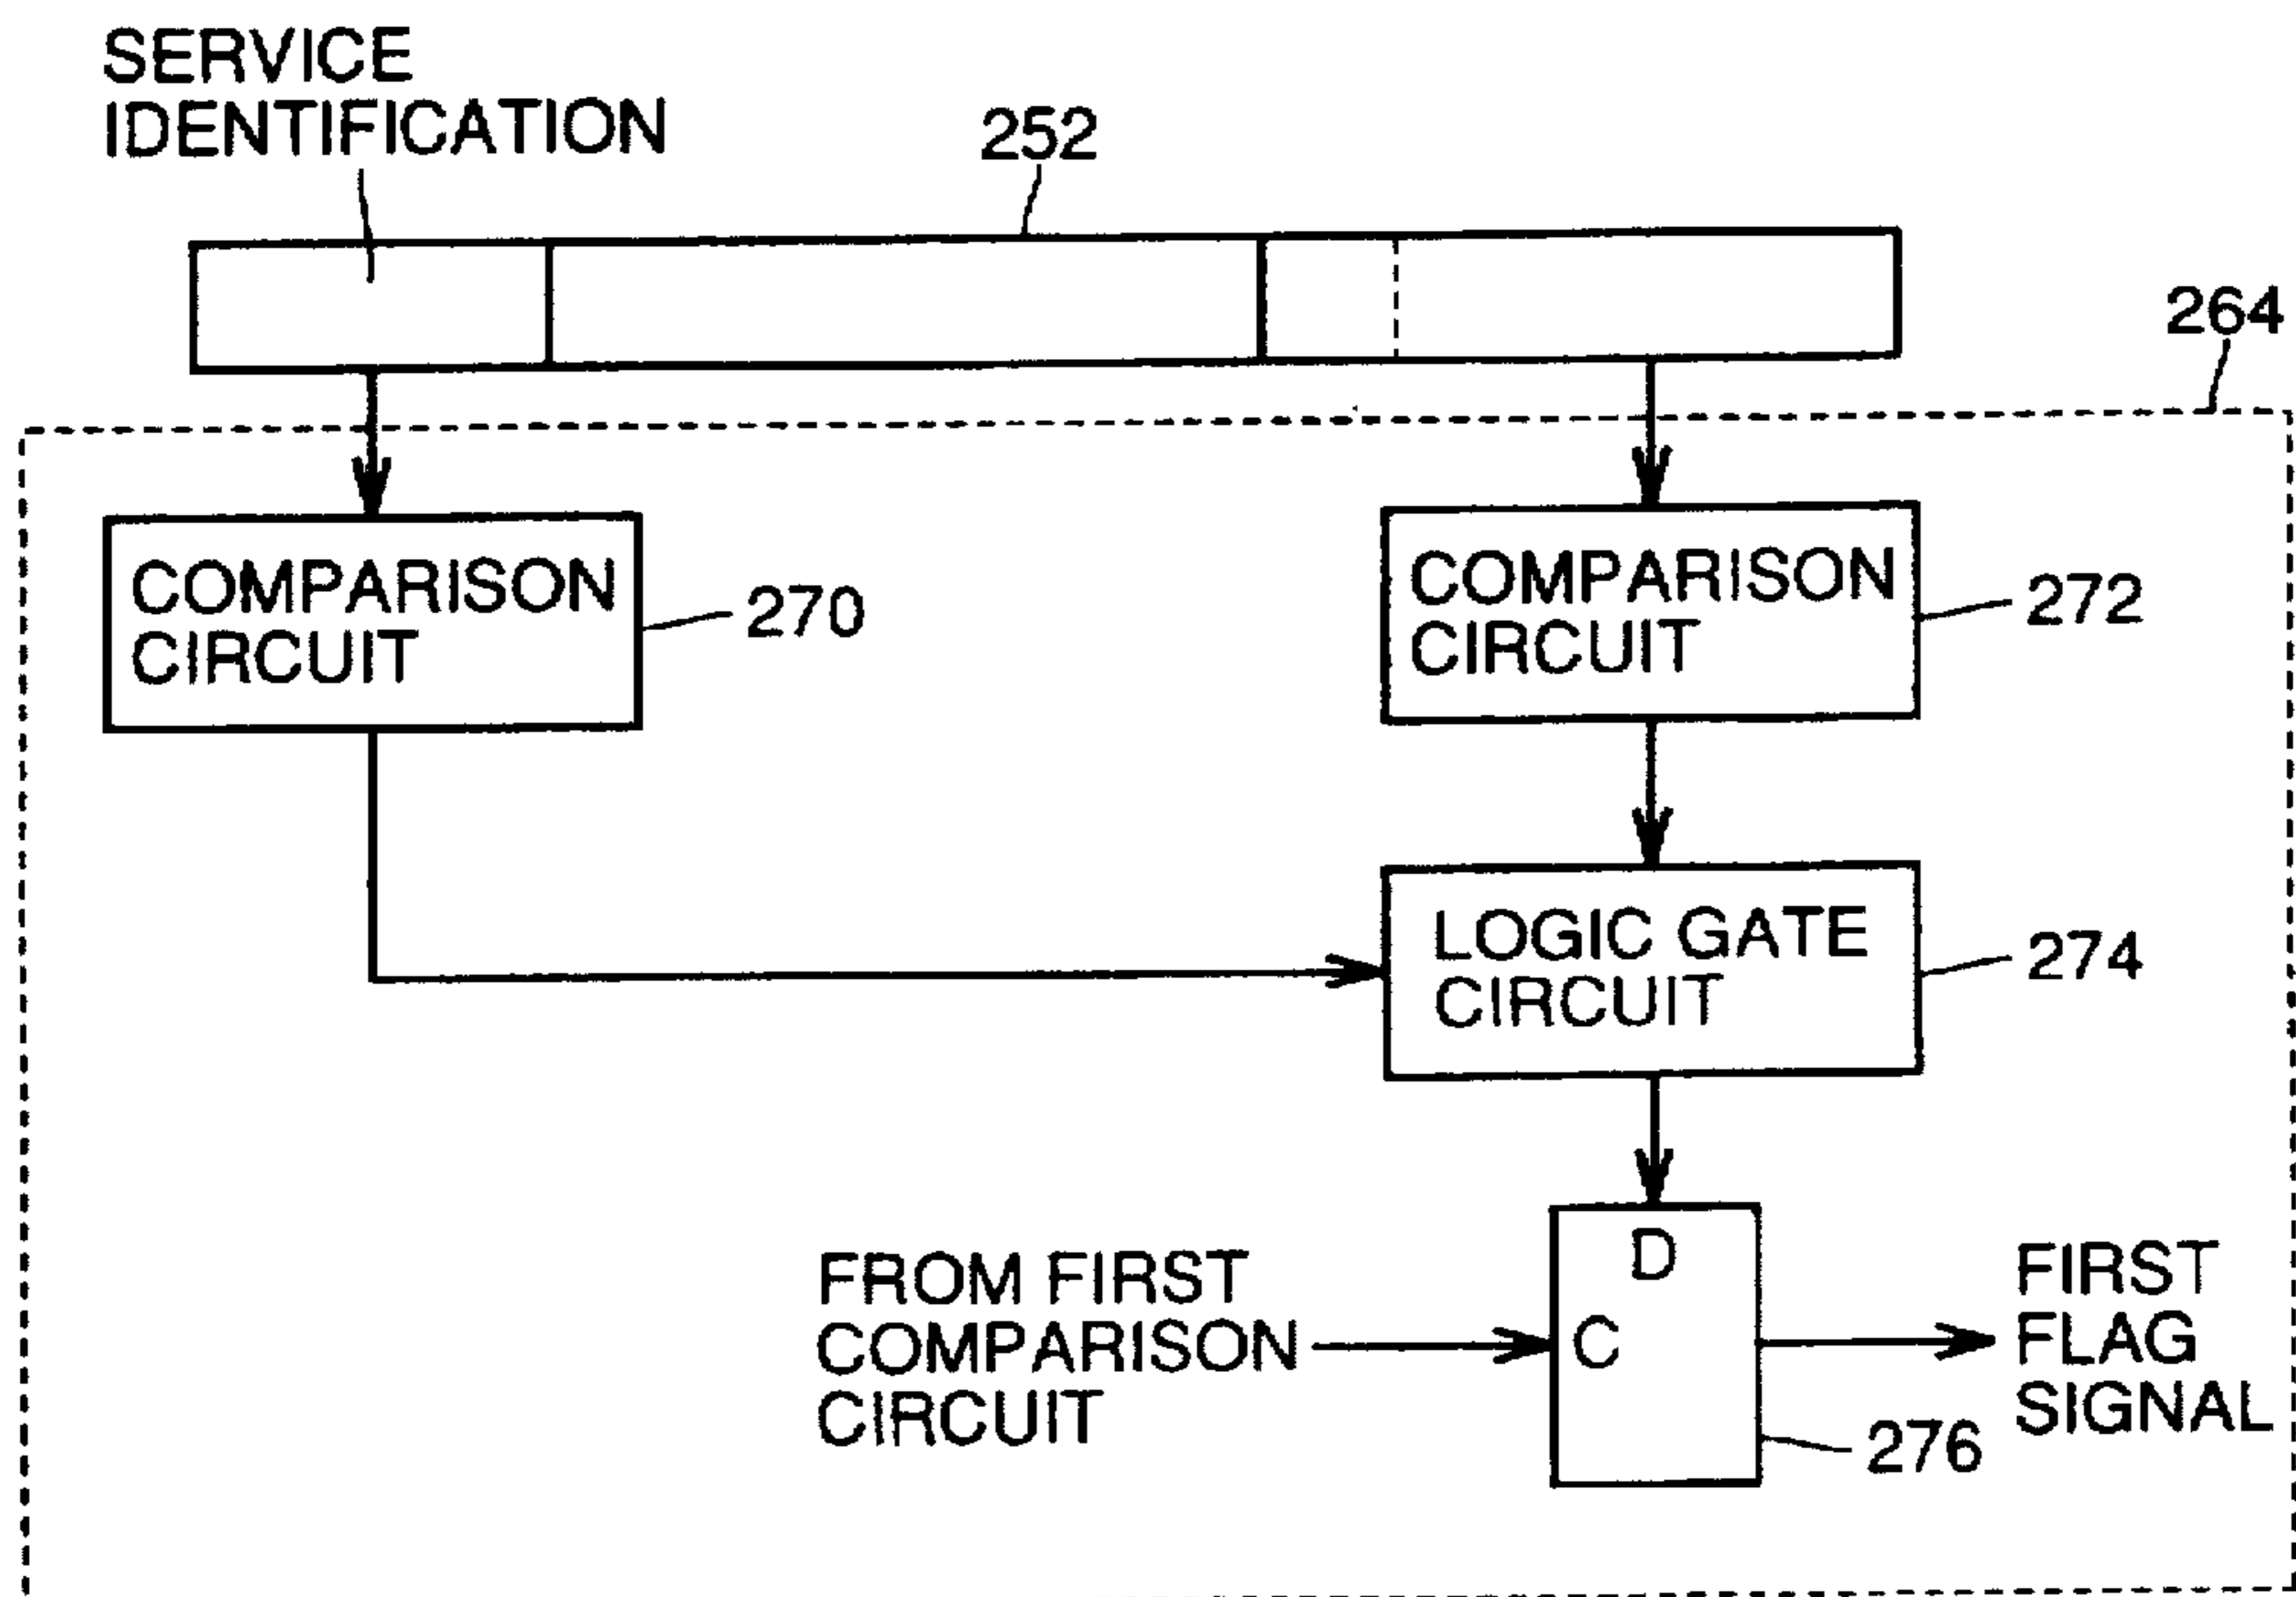 SERVICE
IDENTIFICATION
252
264
COMPARISON
CIRCUIT
270
COMPARISON
CIRCUIT
272
LOGIC GATE
CIRCUIT
274
D
C
FROM FIRST
COMPARISON
CIRCUIT
FIRST
FLAG
SIGNAL
276